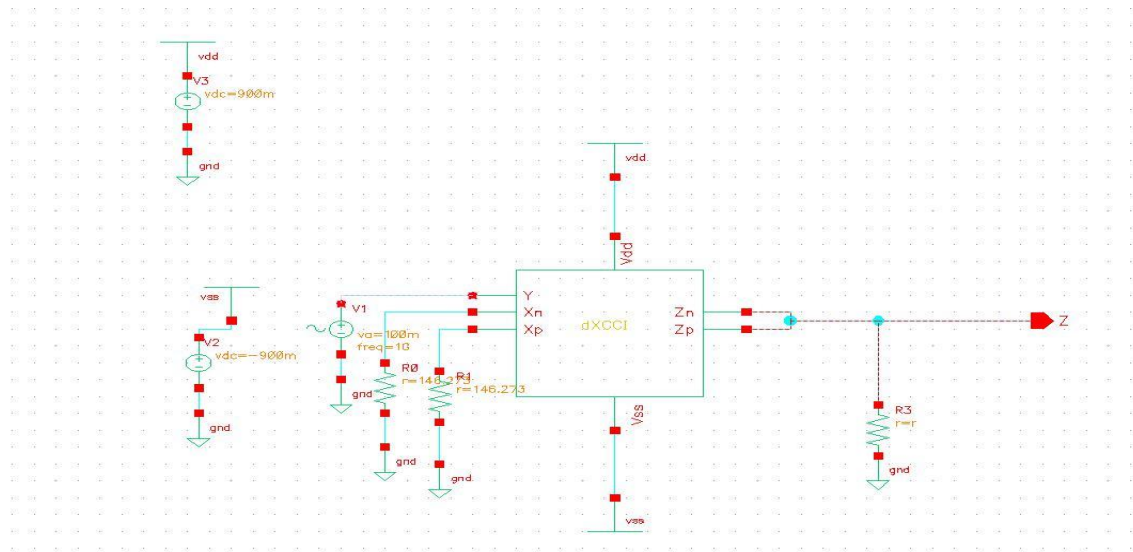 vdd
V3
vdc=900m
gnd
vdd
Vdd
vss
V1
Y
Xn
Xp
dXCCI
Zn
Zp
Z
va=100m
freq=1G
V2
vdc=-900m
R0
R1
r=146.273
gnd
R3
r=r
Vss
gnd
gnd
gnd
gnd
vss